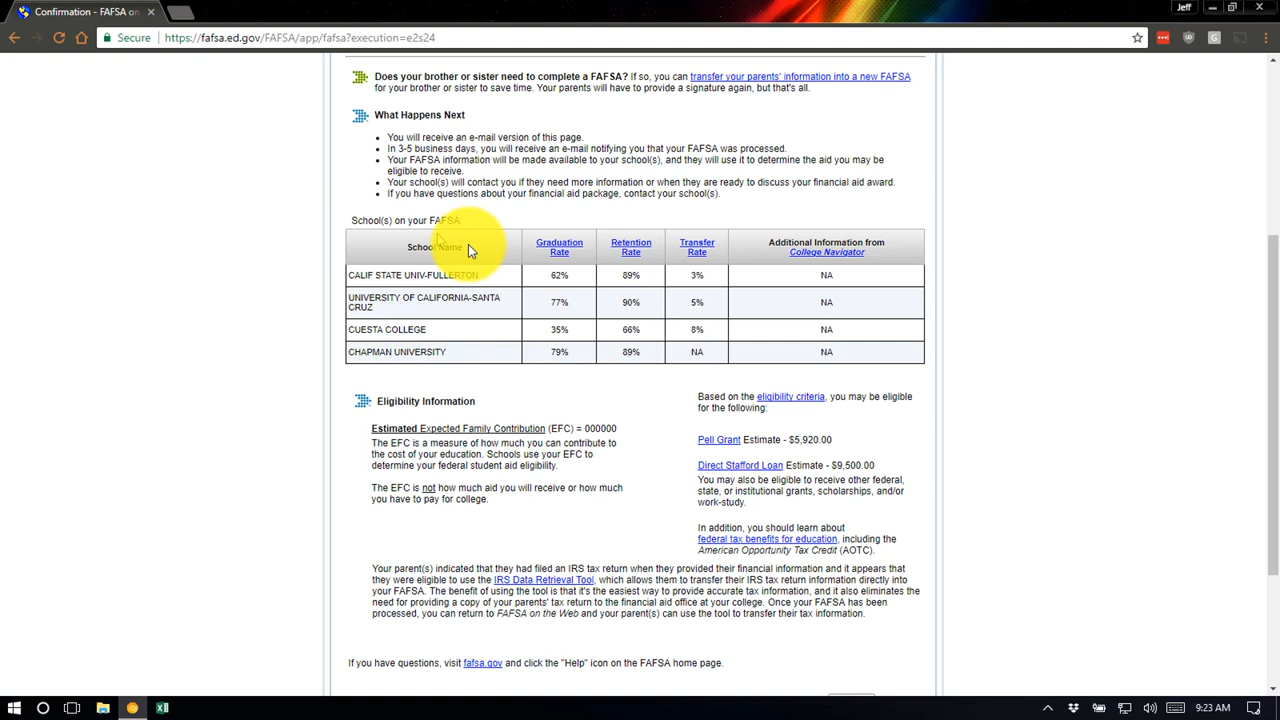 Confirmation - FAFSA on
Jeff
Secure
https://fafsa.ed.gov/FAFSA/app/fafsa?execution=e2s24
Does your brother or sister need to complete a FAFSA? If so, you can transfer your parents' information into a new FAFSA
for your brother or sister to save time. Your parents will have to provide a signature again, but that's all.
What Happens Next
You will receive an e-mail version of this page.
In 3-5 business days, you will receive an e-mail notifying you that your FAFSA was processed.
Your FAFSA information will be made available to your school(s), and they will use it to determine the aid you may be
eligible to receive.
Your school(s) will contact you if they need more information or when they are ready to discuss your financial aid award.
If you have questions about your financial aid package, contact your school(s).
School(s) on your FAFSA:
School Name
Graduation
Rate
Retention
Rate
Transfer
Rate
Additional Information from
College Navigator
CALIF STATE UNIV-FULLERTON 62% 89% 3% NA
UNIVERSITY OF CALIFORNIA-SANTA
CRUZ
77% 90% 5% NA
CUESTA COLLEGE 35% 66% 8% NA
CHAPMAN UNIVERSITY 79% 89% NA NA
Eligibility Information
Estimated Expected Family Contribution (EFC) = 000000
The EFC is a measure of how much you can contribute to
the cost of your education. Schools use your EFC to
determine your federal student aid eligibility.
The EFC is not how much aid you will receive or how much
you have to pay for college.
Based on the eligibility criteria, you may be eligible
for the following:
Pell Grant Estimate - $5,920.00
Direct Stafford Loan Estimate - $9,500.00
You may also be eligible to receive other federal,
state, or institutional grants, scholarships, and/or
work-study.
In addition, you should learn about
federal tax benefits for education, including the
American Opportunity Tax Credit (AOTC).
Your parent(s) indicated that they had filed an IRS tax return when they provided their financial information and it appears that
they were eligible to use the IRS Data Retrieval Tool, which allows them to transfer their IRS tax return information directly into
your FAFSA. The benefit of using the tool is that it's the easiest way to provide accurate tax information, and it also eliminates the
need for providing a copy of your parents' tax return to the financial aid office at your college. Once your FAFSA has been
processed, you can return to FAFSA on the Web and your parent(s) can use the tool to transfer their tax information.
If you have questions, visit fafsa.gov and click the "Help" icon on the FAFSA home page.
9:23 AM